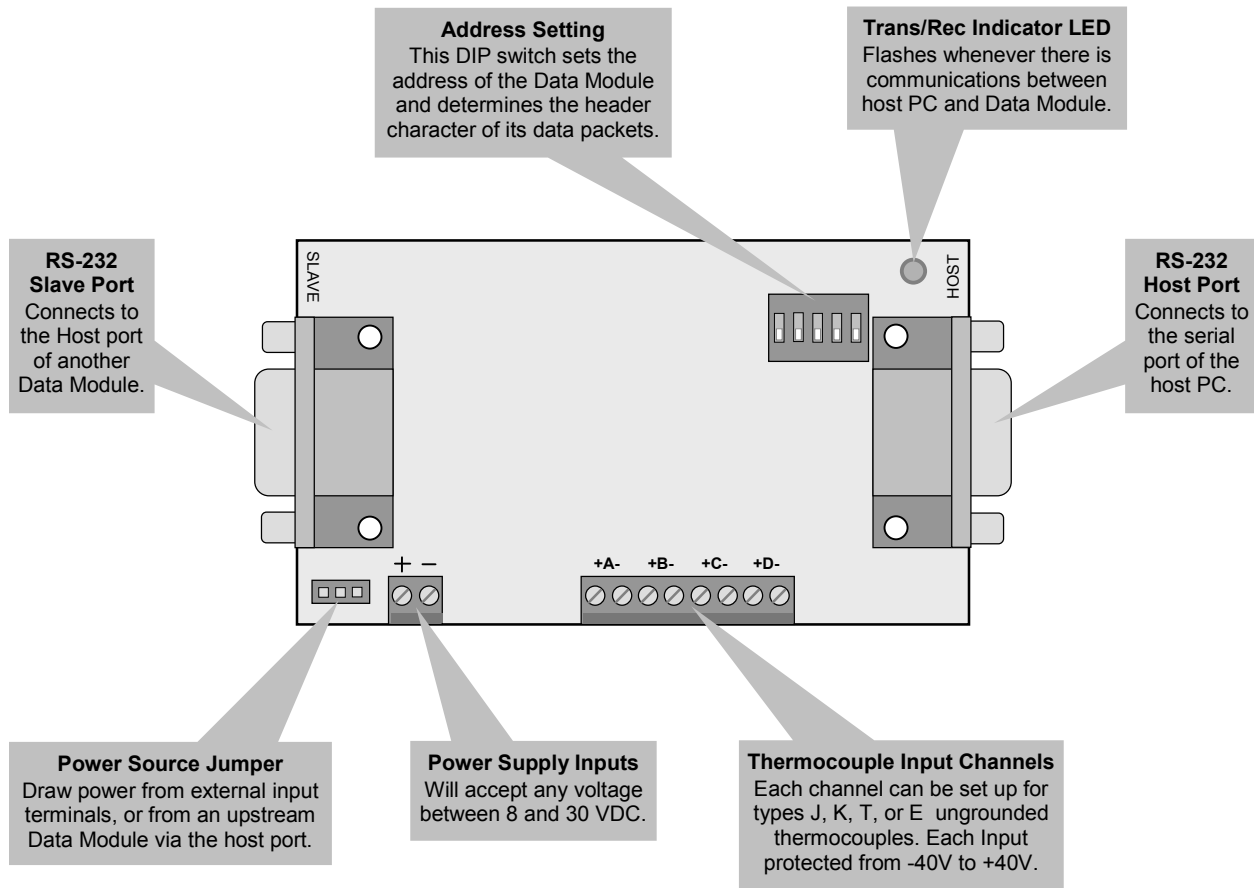 Address Setting
This DIP switch sets the
address of the Data Module
and determines the header
character of its data packets.
Trans/Rec Indicator LED
Flashes whenever there is
communications between
host PC and Data Module.
RS-232
Slave Port
Connects to
the Host port
of another
Data Module.
SLAVE
HOST
RS-232
Host Port
Connects to
the serial
port of the
host PC.
+ −
+A- +B- +C- +D-
Power Source Jumper
Draw power from external input
terminals, or from an upstream
Data Module via the host port.
Power Supply Inputs
Will accept any voltage
between 8 and 30 VDC.
Thermocouple Input Channels
Each channel can be set up for
types J, K, T, or E ungrounded
thermocouples. Each Input
protected from -40V to +40V.